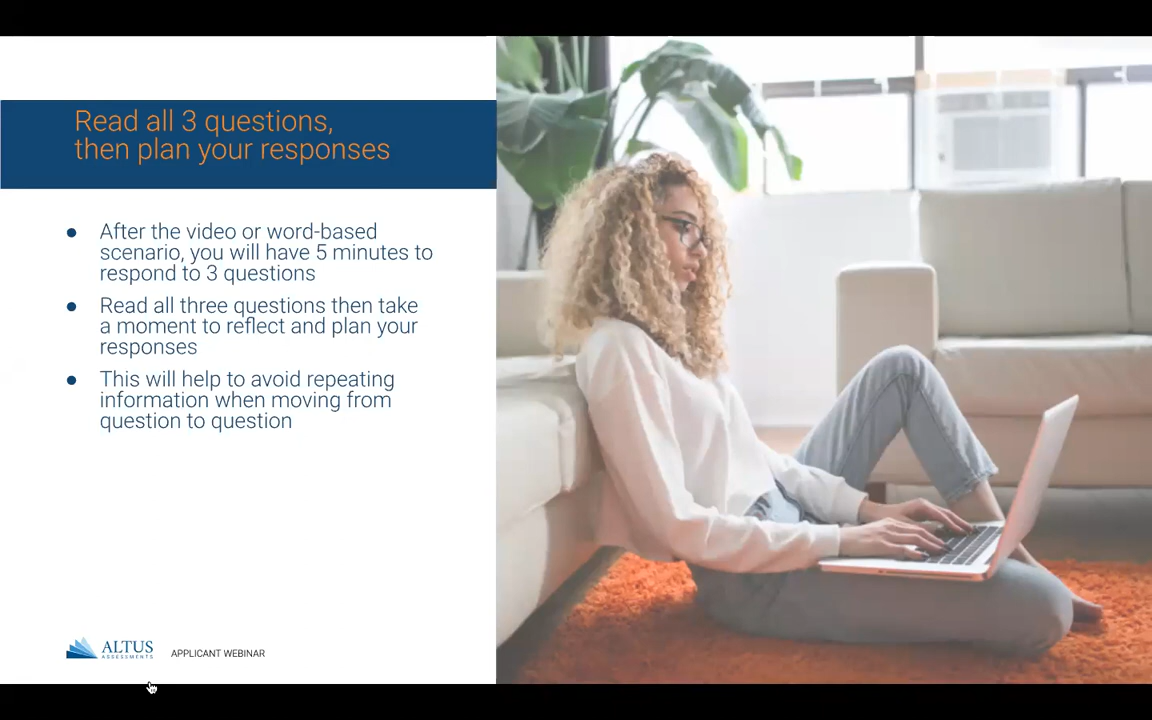 Read all 3 questions,
then plan your responses
● After the video or word-based
scenario, you will have 5 minutes to
respond to 3 questions
● Read all three questions then take
a moment to reflect and plan your
responses
● This will help to avoid repeating
information when moving from
question to question
ALTUS
ASSESSMENTS
APPLICANT WEBINAR